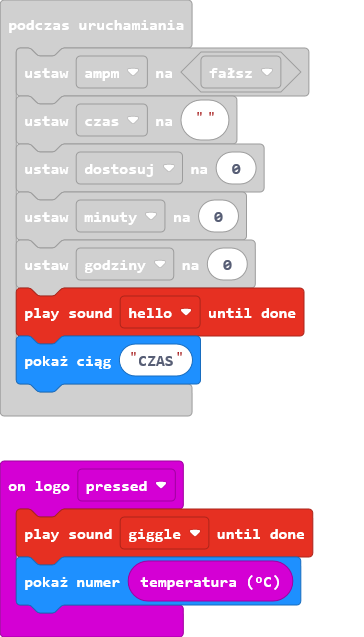 podczas uruchamiania
ustaw ampm na fałsz
ustaw czas na " "
ustaw dostosuj na 0
ustaw minuty na 0
ustaw godziny na 0
play sound hello until done
pokaż ciąg "CZAS"
on logo pressed
play sound giggle until done
pokaż numer temperatura (ºC)